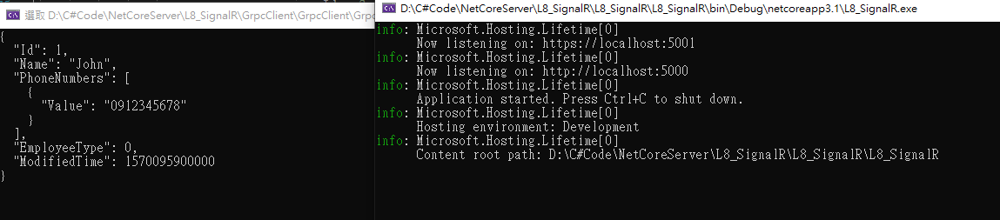 選取 D:\C#Code\NetCoreServer\L8_SignalR\GrpcClient\GrpcClient\Grpc
{
  "Id": 1,
  "Name": "John",
  "PhoneNumbers": [
    {
      "Value": "0912345678"
    }
  ],
  "EmployeeType": 0,
  "ModifiedTime": 1570095900000
}
D:\C#Code\NetCoreServer\L8_SignalR\L8_SignalR\L8_SignalR\bin\Debug\netcoreapp3.1\L8_SignalR.exe
info: Microsoft.Hosting.Lifetime[0]
      Now listening on: https://localhost:5001
info: Microsoft.Hosting.Lifetime[0]
      Now listening on: http://localhost:5000
info: Microsoft.Hosting.Lifetime[0]
      Application started. Press Ctrl+C to shut down.
info: Microsoft.Hosting.Lifetime[0]
      Hosting environment: Development
info: Microsoft.Hosting.Lifetime[0]
      Content root path: D:\C#Code\NetCoreServer\L8_SignalR\L8_SignalR\L8_SignalR